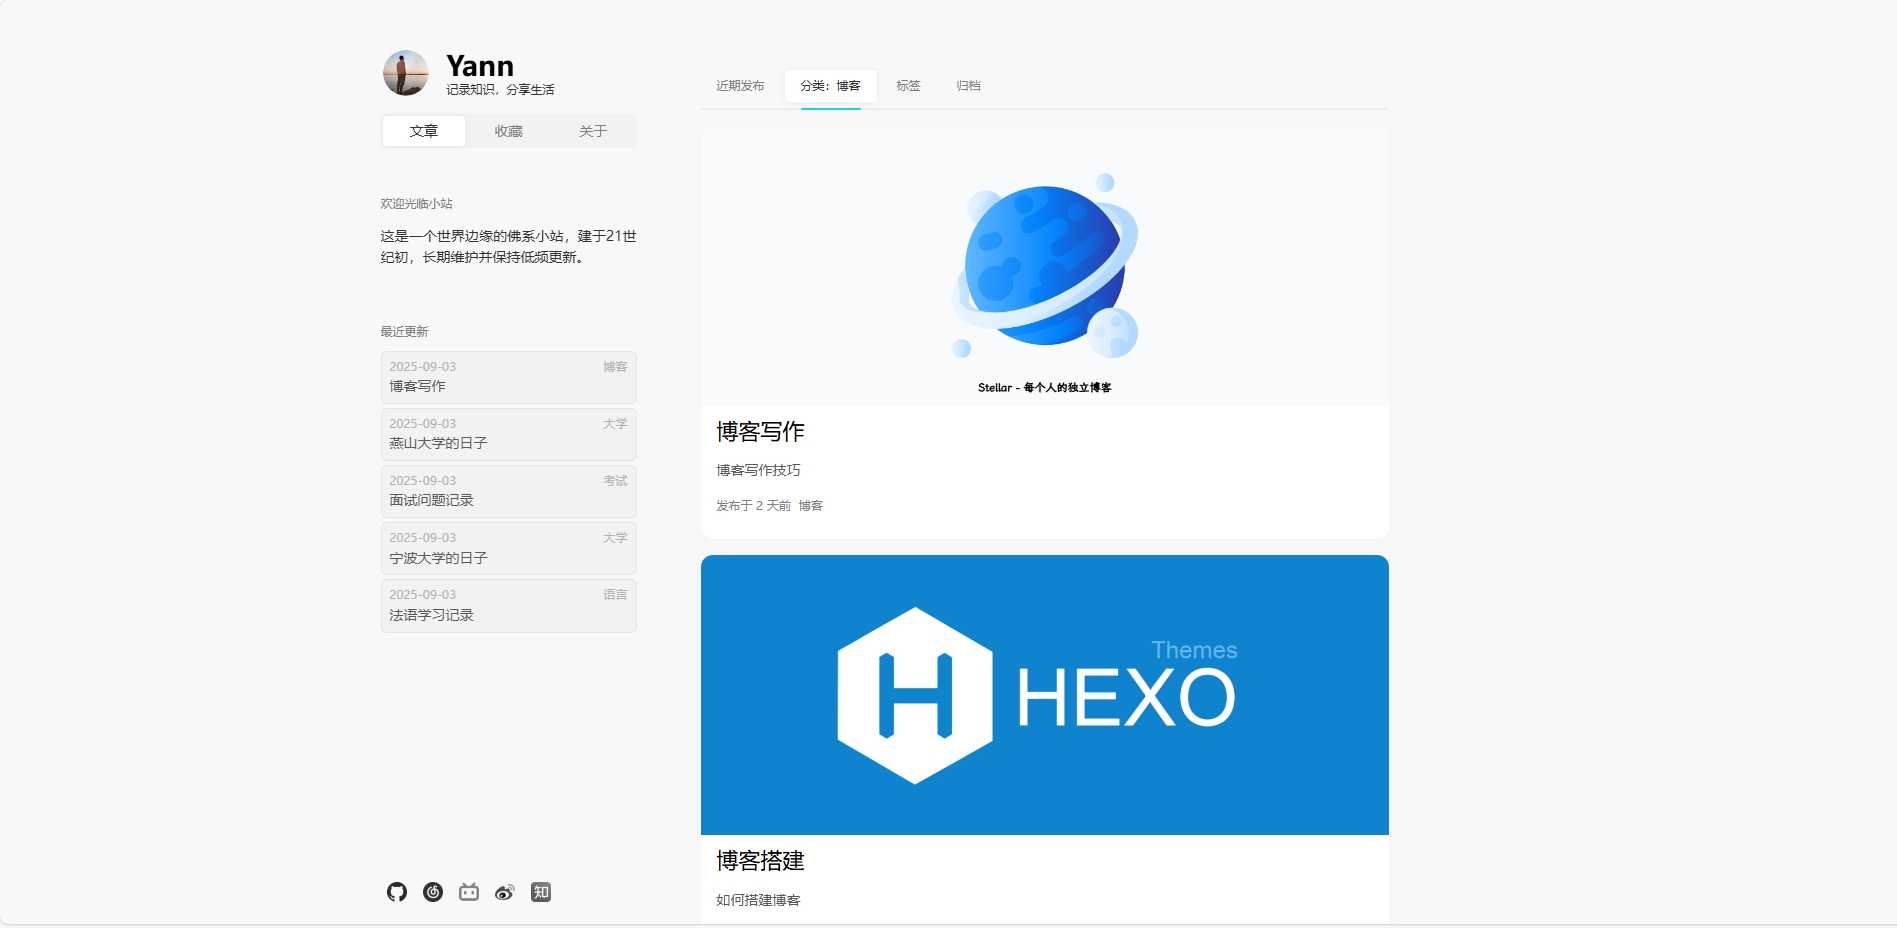 Yann
记录知识，分享生活
文章
收藏
关于
欢迎光临小站
这是一个世界边缘的佛系小站，建于21世
纪初，长期维护并保持低频更新。
最近更新
2025-09-03
博客
博客写作
2025-09-03
大学
燕山大学的日子
2025-09-03
考试
面试问题记录
2025-09-03
大学
宁波大学的日子
2025-09-03
语言
法语学习记录
知
近期发布
分类：博客
标签
归档
Stellar - 每个人的独立博客
博客写作
博客写作技巧
发布于 2 天前 博客
Themes
H HEXO
博客搭建
如何搭建博客